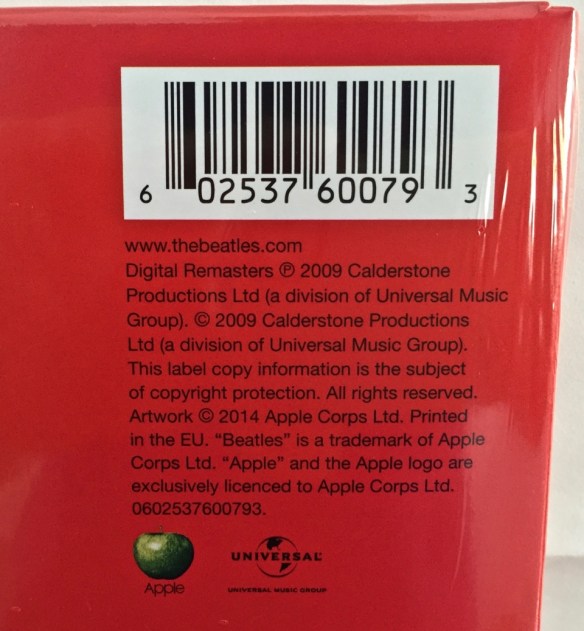 6 02537 60079 3
www.thebeatles.com
Digital Remasters ℗ 2009 Calderstone
Productions Ltd (a division of Universal Music
Group). © 2009 Calderstone Productions
Ltd (a division of Universal Music Group).
This label copy information is the subject
of copyright protection. All rights reserved.
Artwork © 2014 Apple Corps Ltd. Printed
in the EU. “Beatles” is a trademark of Apple
Corps Ltd. “Apple” and the Apple logo are
exclusively licenced to Apple Corps Ltd.
0602537600793.
Apple
UNIVERSAL
UNIVERSAL MUSIC GROUP